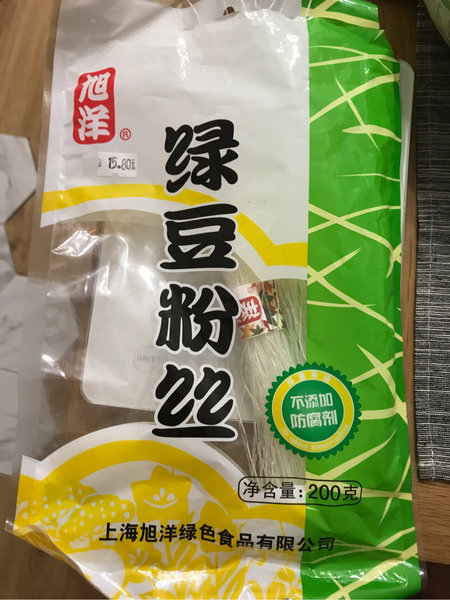 旭洋®
15.80元
绿豆粉丝
UNIT
不添加
防腐剂
净含量:200克
上海旭洋绿色食品有限公司